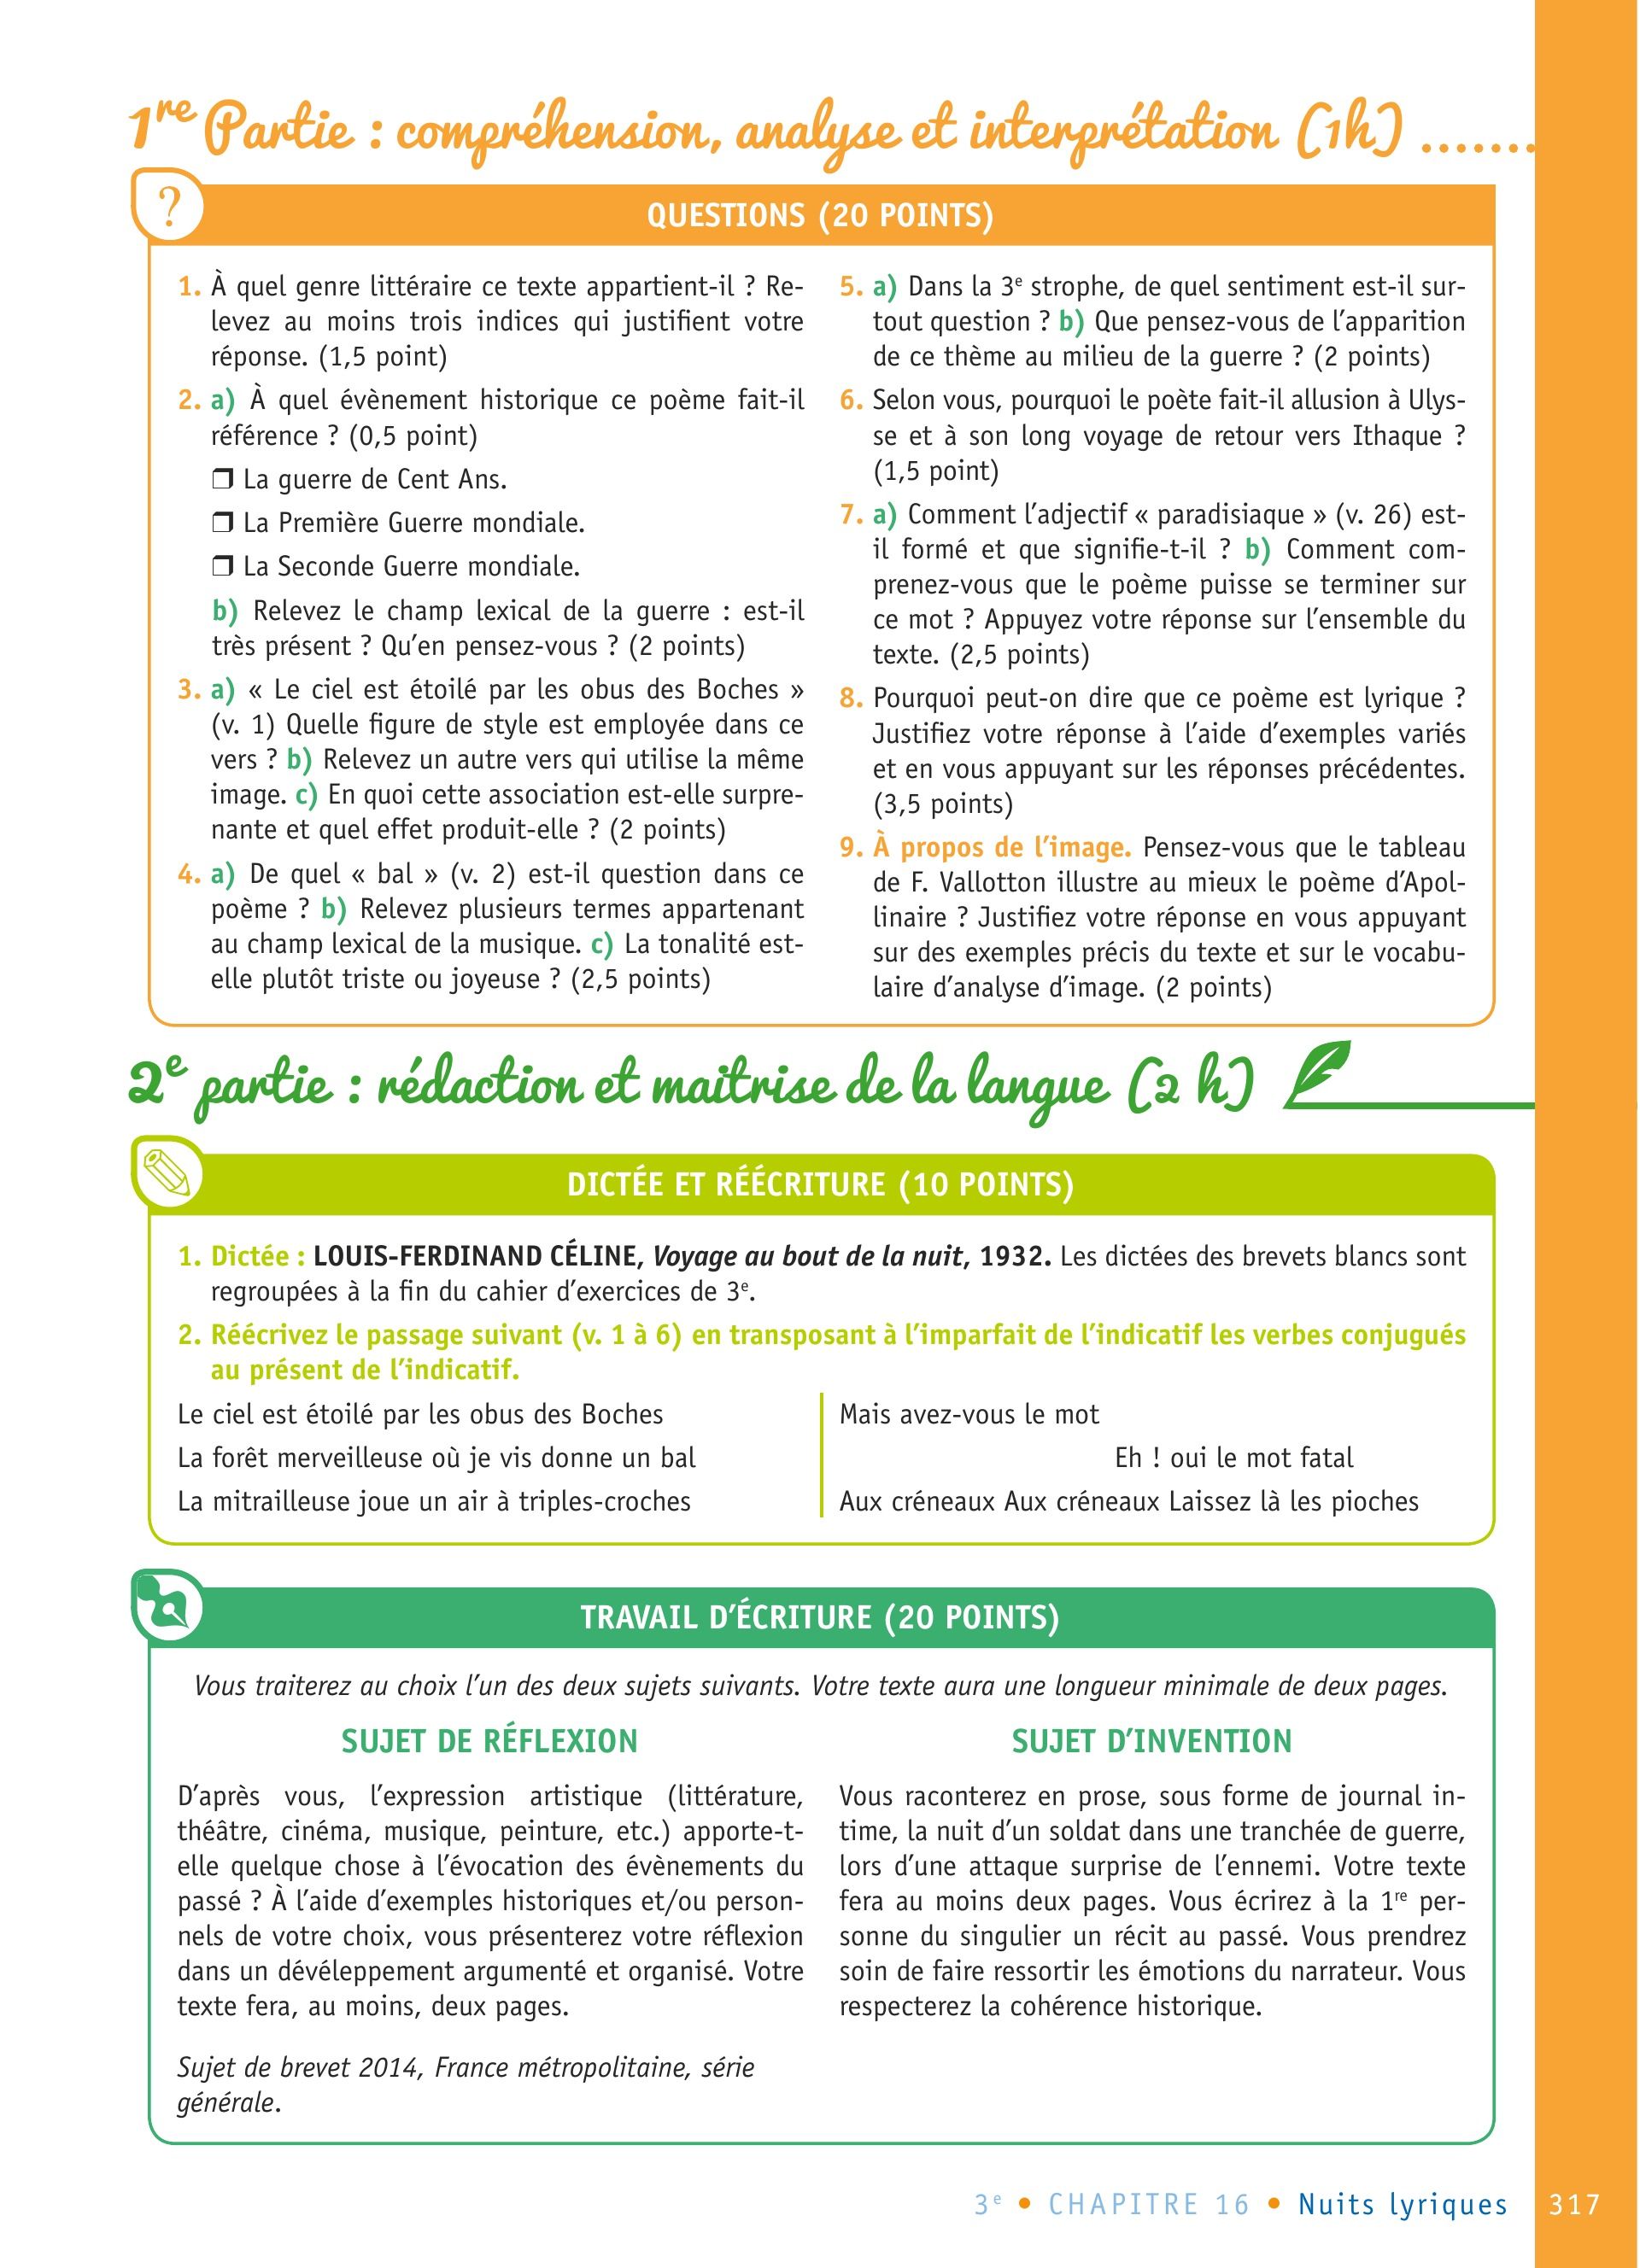 1re Partie : compréhension, analyse et interprétation (1h) .......
?
QUESTIONS (20 POINTS)
1. À quel genre littéraire ce texte appartient-il ? Re-
levez au moins trois indices qui justifient votre
réponse. (1,5 point)
2. a) À quel évènement historique ce poème fait-il
référence ? (0,5 point)
❒ La guerre de Cent Ans.
❒ La Première Guerre mondiale.
❒ La Seconde Guerre mondiale.
b) Relevez le champ lexical de la guerre : est-il
très présent ? Qu’en pensez-vous ? (2 points)
3. a) « Le ciel est étoilé par les obus des Boches »
(v. 1) Quelle figure de style est employée dans ce
vers ? b) Relevez un autre vers qui utilise la même
image. c) En quoi cette association est-elle surpre-
nante et quel effet produit-elle ? (2 points)
4. a) De quel « bal » (v. 2) est-il question dans ce
poème ? b) Relevez plusieurs termes appartenant
au champ lexical de la musique. c) La tonalité est-
elle plutôt triste ou joyeuse ? (2,5 points)
5. a) Dans la 3e strophe, de quel sentiment est-il sur-
tout question ? b) Que pensez-vous de l’apparition
de ce thème au milieu de la guerre ? (2 points)
6. Selon vous, pourquoi le poète fait-il allusion à Ulys-
se et à son long voyage de retour vers Ithaque ?
(1,5 point)
7. a) Comment l’adjectif « paradisiaque » (v. 26) est-
il formé et que signifie-t-il ? b) Comment com-
prenez-vous que le poème puisse se terminer sur
ce mot ? Appuyez votre réponse sur l’ensemble du
texte. (2,5 points)
8. Pourquoi peut-on dire que ce poème est lyrique ?
Justifiez votre réponse à l’aide d’exemples variés
et en vous appuyant sur les réponses précédentes.
(3,5 points)
9. À propos de l’image. Pensez-vous que le tableau
de F. Vallotton illustre au mieux le poème d’Apol-
linaire ? Justifiez votre réponse en vous appuyant
sur des exemples précis du texte et sur le vocabu-
laire d’analyse d’image. (2 points)
2e partie : rédaction et maitrise de la langue (2 h)
DICTÉE ET RÉÉCRITURE (10 POINTS)
1. Dictée : LOUIS-FERDINAND CÉLINE, Voyage au bout de la nuit, 1932. Les dictées des brevets blancs sont
regroupées à la fin du cahier d’exercices de 3e.
2. Réécrivez le passage suivant (v. 1 à 6) en transposant à l’imparfait de l’indicatif les verbes conjugués
au présent de l’indicatif.
Le ciel est étoilé par les obus des Boches
La forêt merveilleuse où je vis donne un bal
La mitrailleuse joue un air à triples-croches
Mais avez-vous le mot
Eh ! oui le mot fatal
Aux créneaux Aux créneaux Laissez là les pioches
TRAVAIL D’ÉCRITURE (20 POINTS)
Vous traiterez au choix l’un des deux sujets suivants. Votre texte aura une longueur minimale de deux pages.
SUJET DE RÉFLEXION
D’après vous, l’expression artistique (littérature,
théâtre, cinéma, musique, peinture, etc.) apporte-t-
elle quelque chose à l’évocation des évènements du
passé ? À l’aide d’exemples historiques et/ou person-
nels de votre choix, vous présenterez votre réflexion
dans un dévéleppement argumenté et organisé. Votre
texte fera, au moins, deux pages.
Sujet de brevet 2014, France métropolitaine, série
générale.
SUJET D’INVENTION
Vous raconterez en prose, sous forme de journal in-
time, la nuit d’un soldat dans une tranchée de guerre,
lors d’une attaque surprise de l’ennemi. Votre texte
fera au moins deux pages. Vous écrirez à la 1re per-
sonne du singulier un récit au passé. Vous prendrez
soin de faire ressortir les émotions du narrateur. Vous
respecterez la cohérence historique.
3e • CHAPITRE 16 • Nuits lyriques 317